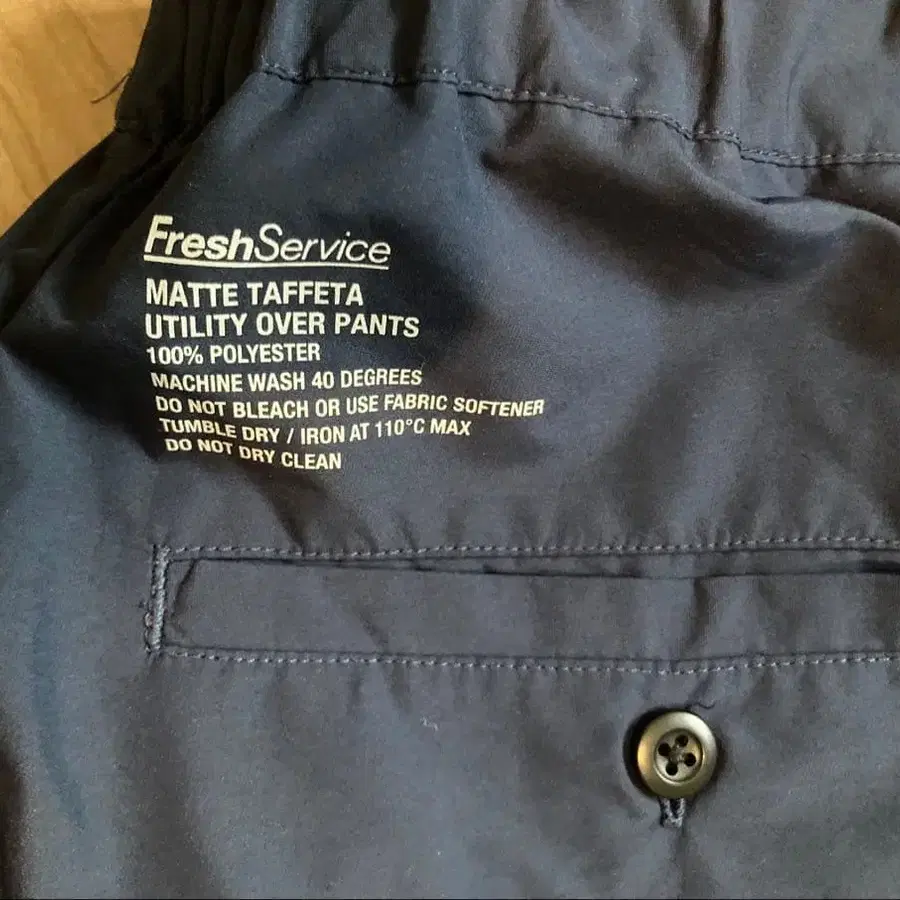 FreshService
MATTE TAFFETA
UTILITY OVER PANTS
100% POLYESTER
MACHINE WASH 40 DEGREES
DO NOT BLEACH OR USE FABRIC SOFTENER
TUMBLE DRY / IRON AT 110°C MAX
DO NOT DRY CLEAN